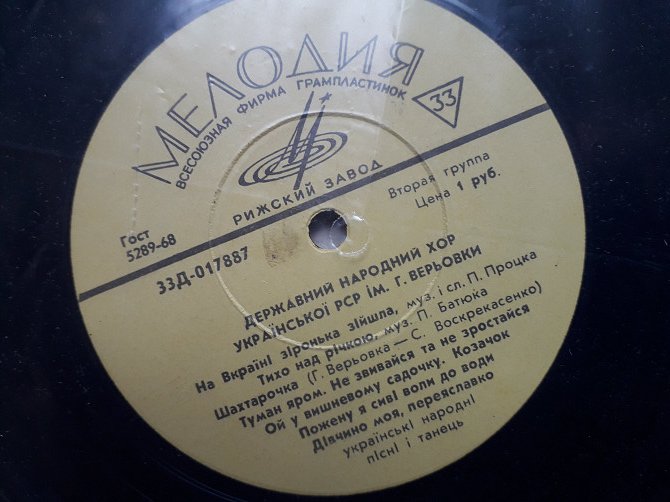 МЕЛОДИЯ
ВСЕСОЮЗНАЯ ФИРМА ГРАМПЛАСТИНОК
33
РИЖСКИЙ ЗАВОД
Гост
5289-68
Вторая группа
Цена 1 руб.
33Д-017887
ДЕРЖАВНИЙ НАРОДНИЙ ХОР
УКРАЇНСЬКОЇ РСР ІМ. Г. ВЕРЬОВКИ
На Вкраїні зіронька зійшла, муз. і сл. П. Процка
Тихо над річкою, муз. П. Батюка
Шахтарочка (Г. Верьовка — С. Воскрекасенко)
Туман яром. Не звивайся та не зростайся
Ой у вишневому садочку. Козачок
Пожену я сиві воли до води
Дівчино моя, переяславко
українські народні
пісні і танець